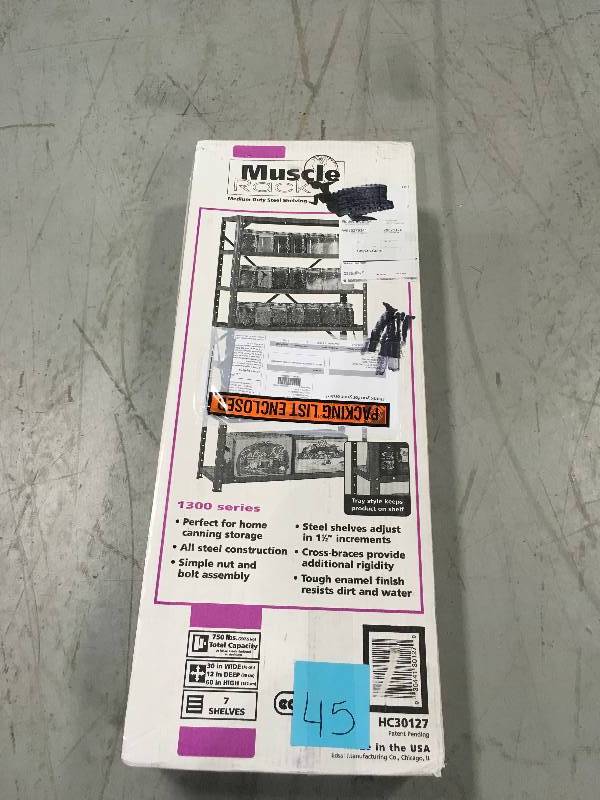 Muscle
RACK
Medium Duty Steel Shelving
PACKING LIST ENCLOSED
Tray style keeps
product on shelf
1300 series
• Perfect for home
canning storage
• All steel construction
• Simple nut and
bolt assembly
• Steel shelves adjust
in 1½" increments
• Cross-braces provide
additional rigidity
• Tough enamel finish
resists dirt and water
750 lbs.
Total Capacity
30 in WIDE
12 in DEEP
60 in HIGH
7
SHELVES
45
HC30127
Patent Pending
in the USA
Edsal Manufacturing Co., Chicago, IL